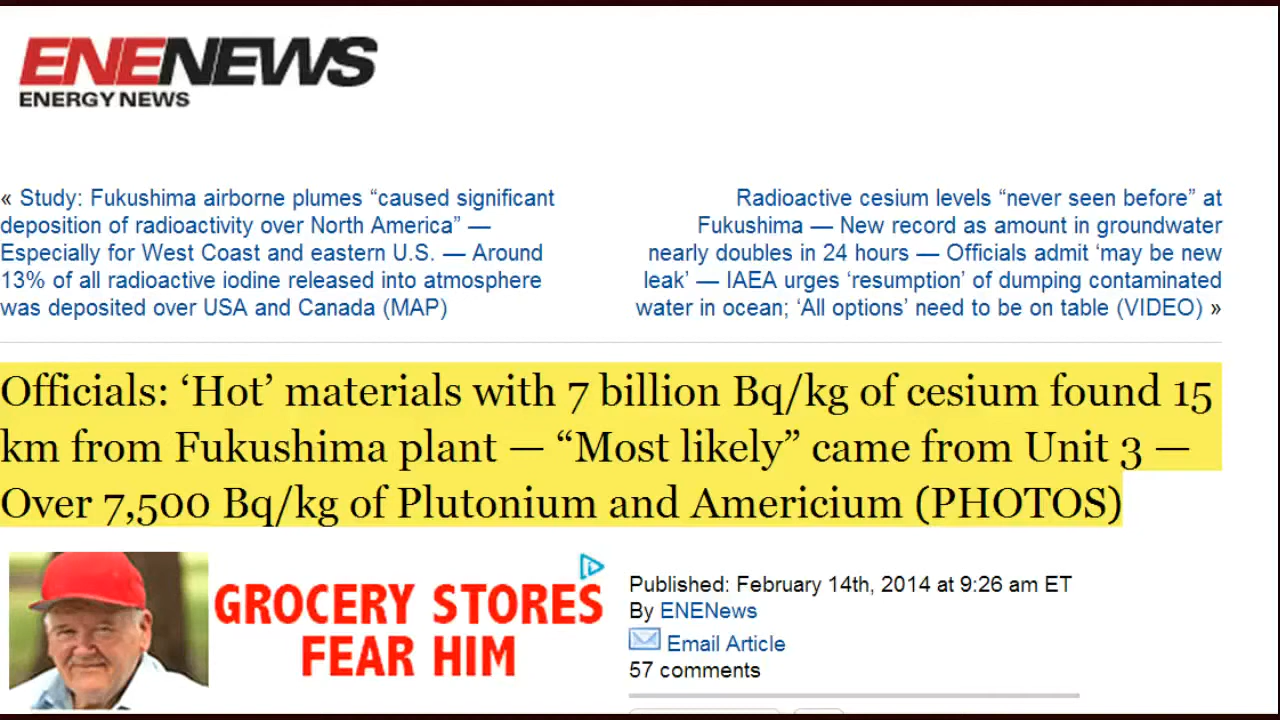 ENENEWS
ENERGY NEWS
« Study: Fukushima airborne plumes “caused significant
deposition of radioactivity over North America” —
Especially for West Coast and eastern U.S. — Around
13% of all radioactive iodine released into atmosphere
was deposited over USA and Canada (MAP)
Radioactive cesium levels “never seen before” at
Fukushima — New record as amount in groundwater
nearly doubles in 24 hours — Officials admit ‘may be new
leak’ — IAEA urges ‘resumption’ of dumping contaminated
water in ocean; ‘All options’ need to be on table (VIDEO) »
Officials: ‘Hot’ materials with 7 billion Bq/kg of cesium found 15
km from Fukushima plant — “Most likely” came from Unit 3 —
Over 7,500 Bq/kg of Plutonium and Americium (PHOTOS)
GROCERY STORES
FEAR HIM
Published: February 14th, 2014 at 9:26 am ET
By ENENews
Email Article
57 comments